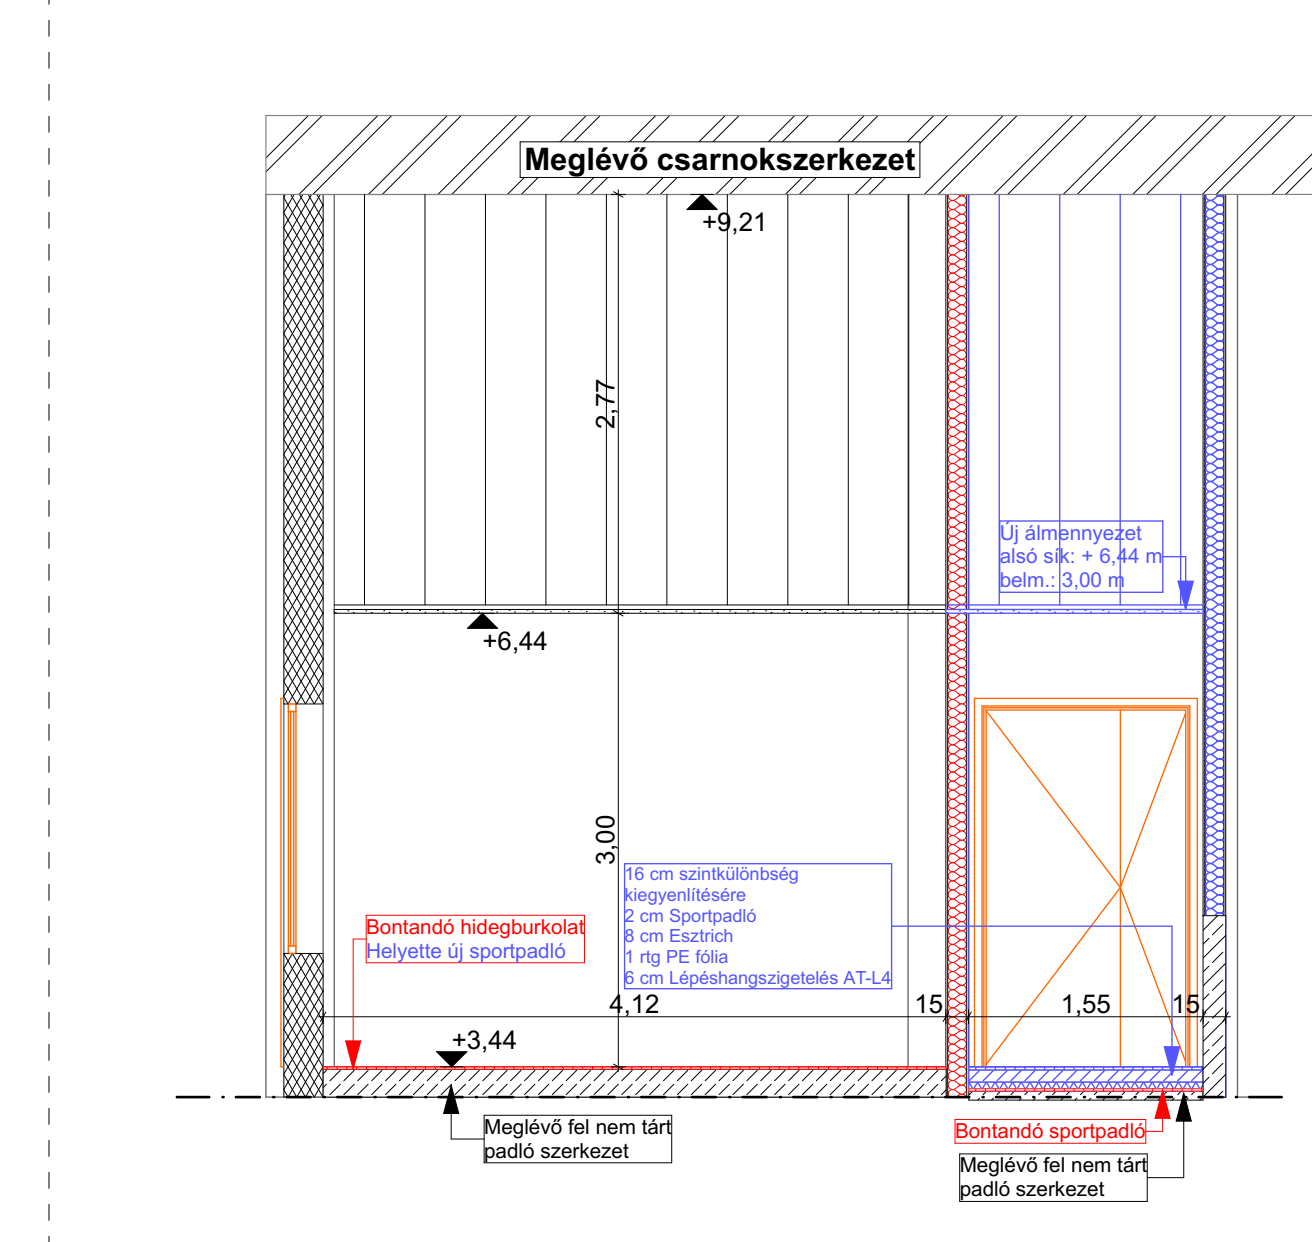 Meglévő csarnokszerkezet
+9,21
2,77
Új álmennyezet
alsó sík: + 6,44 m
belm.: 3,00 m
+6,44
3,00
16 cm szintkülönbség
kiegyenlítésére
2 cm Sportpadló
8 cm Esztrich
1 rtg PE fólia
6 cm Lépéshangszigetelés AT-L4
Bontandó hidegburkolat
Helyette új sportpadló
4,12
15
1,55
15
+3,44
Meglévő fel nem tárt
padló szerkezet
Bontandó sportpadló
Meglévő fel nem tárt
padló szerkezet